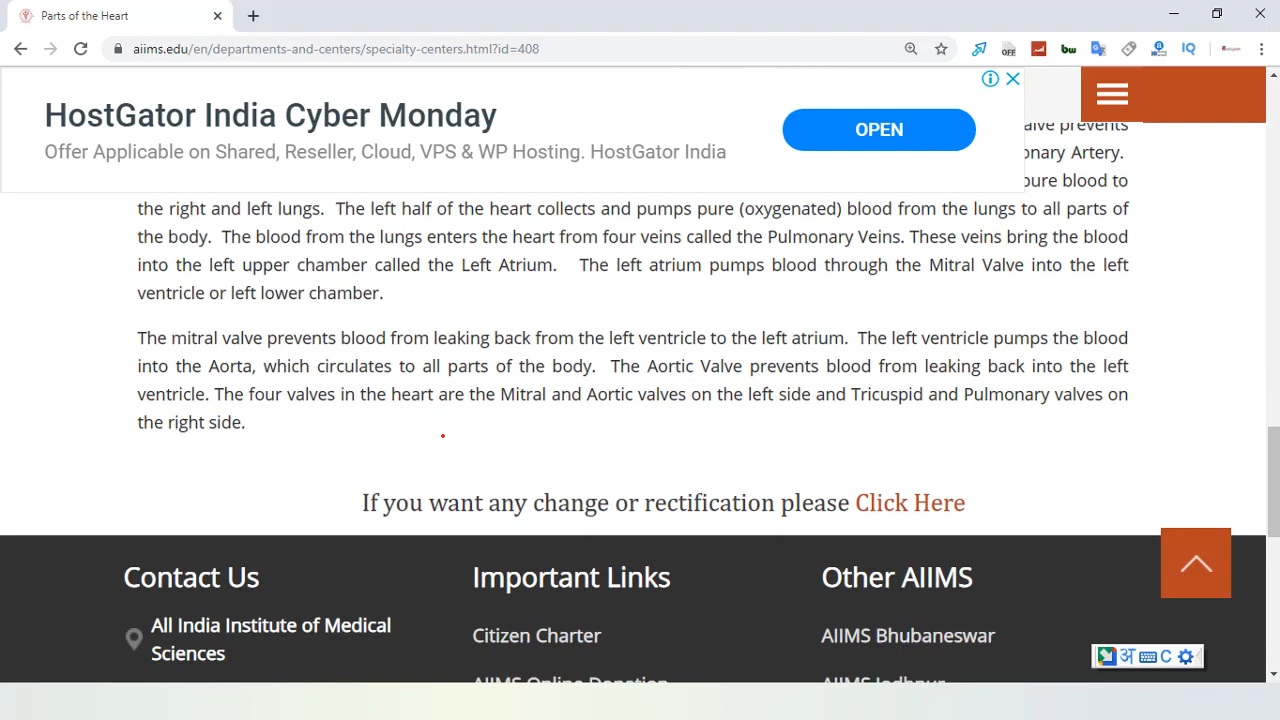 Parts of the Heart
aiims.edu/en/departments-and-centers/specialty-centers.html?id=408
OFF
bw
IQ
HostGator India Cyber Monday
Offer Applicable on Shared, Reseller, Cloud, VPS & WP Hosting. HostGator India
OPEN
alve prevents
onary Artery.
pure blood to
the right and left lungs. The left half of the heart collects and pumps pure (oxygenated) blood from the lungs to all parts of
the body. The blood from the lungs enters the heart from four veins called the Pulmonary Veins. These veins bring the blood
into the left upper chamber called the Left Atrium. The left atrium pumps blood through the Mitral Valve into the left
ventricle or left lower chamber.
The mitral valve prevents blood from leaking back from the left ventricle to the left atrium. The left ventricle pumps the blood
into the Aorta, which circulates to all parts of the body. The Aortic Valve prevents blood from leaking back into the left
ventricle. The four valves in the heart are the Mitral and Aortic valves on the left side and Tricuspid and Pulmonary valves on
the right side.
If you want any change or rectification please Click Here
Contact Us
All India Institute of Medical
Sciences
Important Links
Citizen Charter
AIIMS Online Donation
Other AIIMS
AIIMS Bhubaneswar
AIIMS Jodhpur
अ C